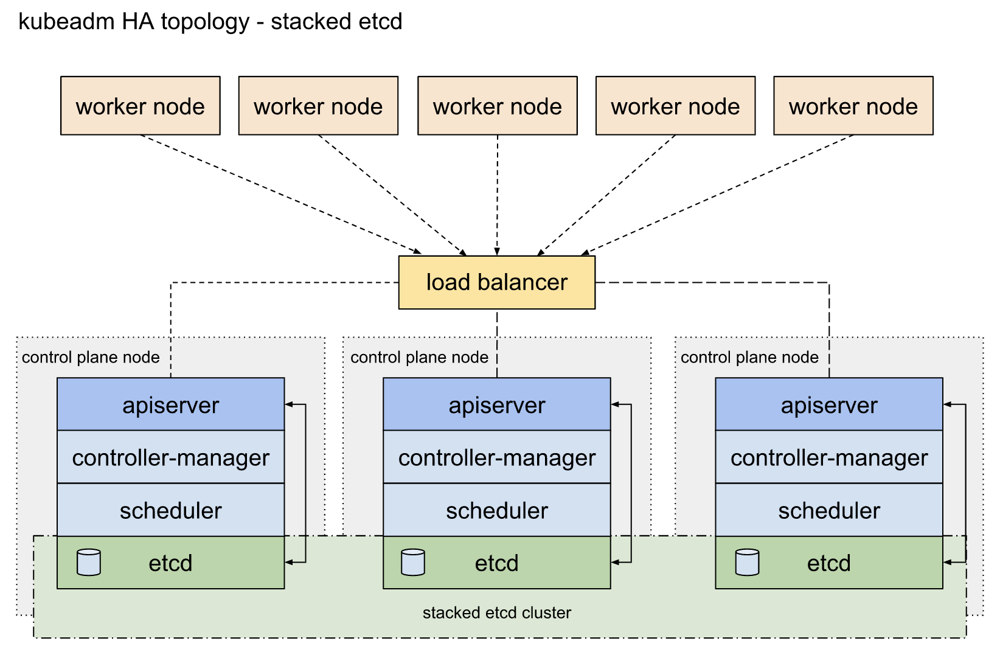 kubeadm HA topology - stacked etcd
worker node
worker node
worker node
worker node
worker node
load balancer
control plane node
apiserver
controller-manager
scheduler
etcd
control plane node
apiserver
controller-manager
scheduler
etcd
control plane node
apiserver
controller-manager
scheduler
etcd
stacked etcd cluster